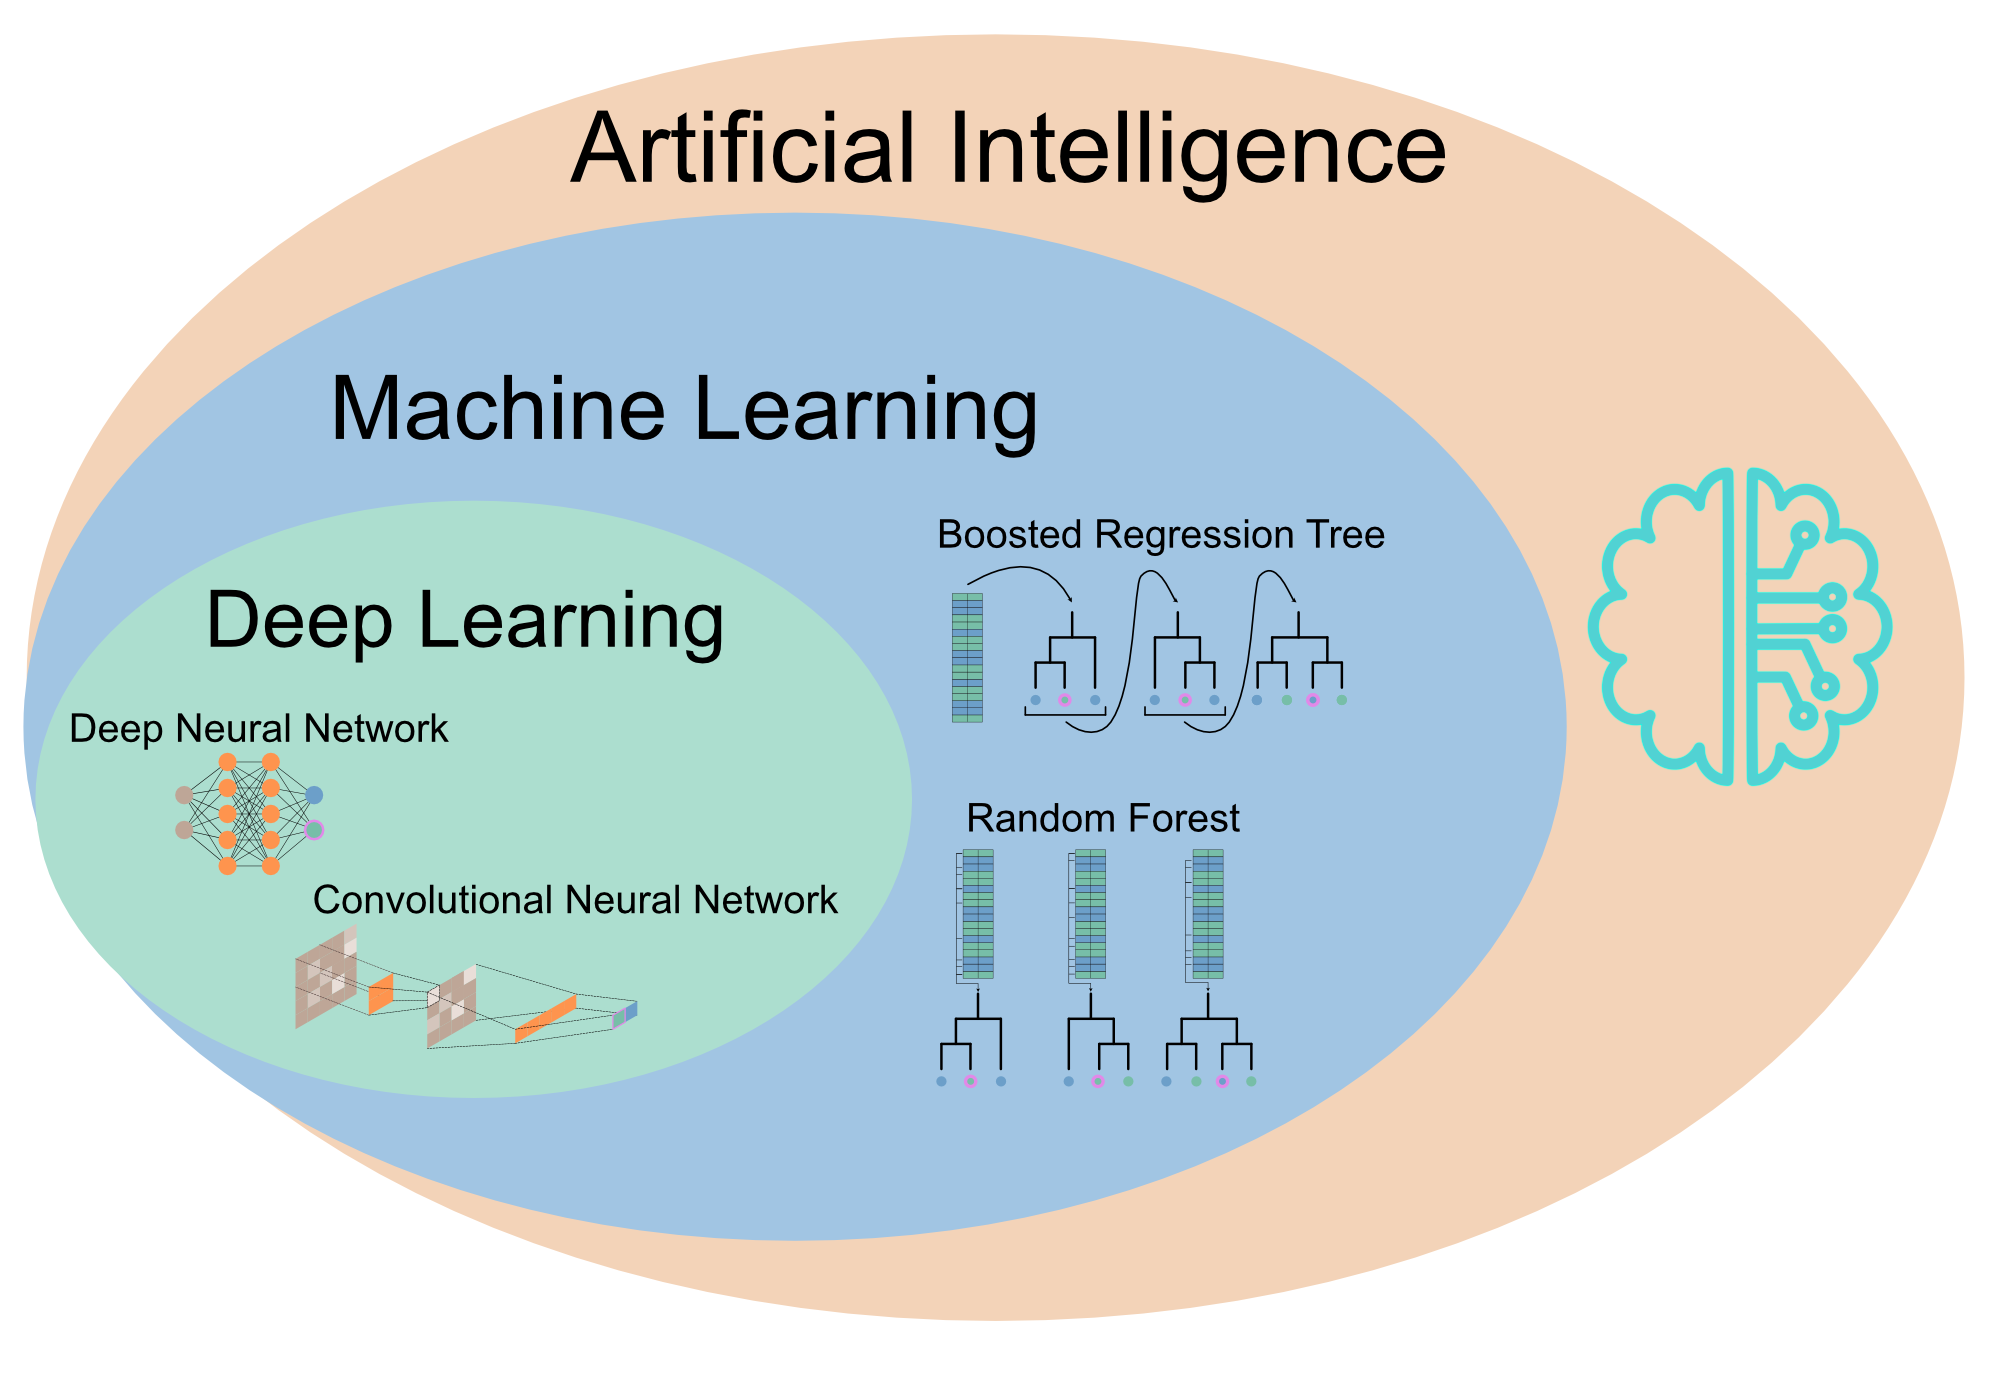 Artificial Intelligence
Machine Learning
Deep Learning
Deep Neural Network
Convolutional Neural Network
Boosted Regression Tree
Random Forest